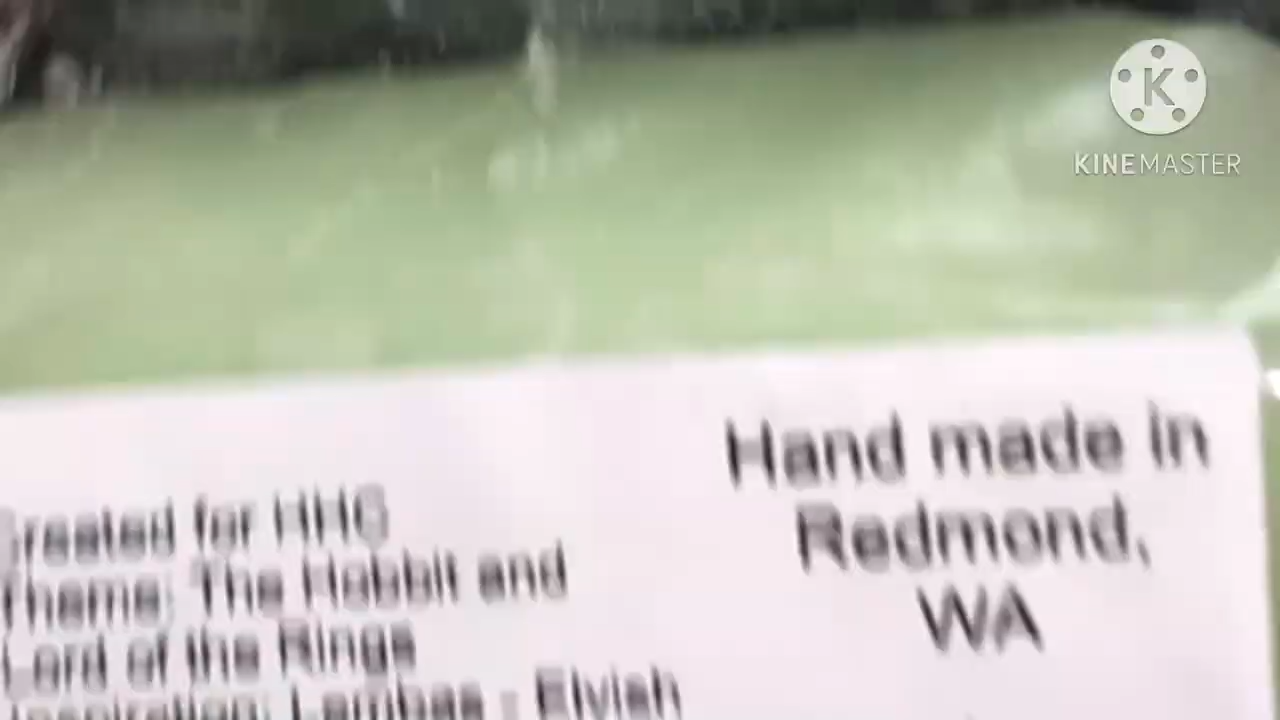 K
KINEMASTER
Hand made in
Redmond,
WA
Created for HHG
Theme: The Hobbit and
Lord of the Rings
Inspiration: Lembas - Elvish